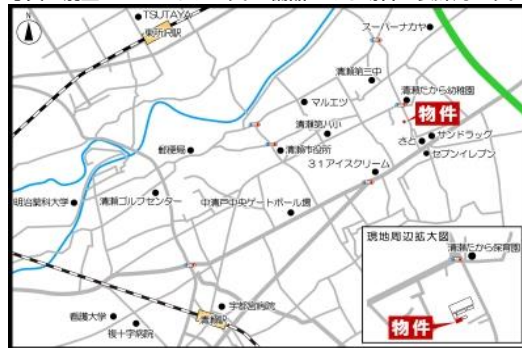 TSUTAYA
東所沢駅
スーパーナカヤ
清瀬第三中
マルエツ
清瀬たから幼稚園
物件
清瀬第八小
郵便局
清瀬市役所
サンドラッグ
さと
セブンイレブン
31アイスクリーム
明治薬科大学
清瀬ゴルフセンター
中清戸中央ゲートボール場
現地周辺拡大図
清瀬たから保育園
物件
宇都宮病院
看護大学
清瀬駅
複十字病院